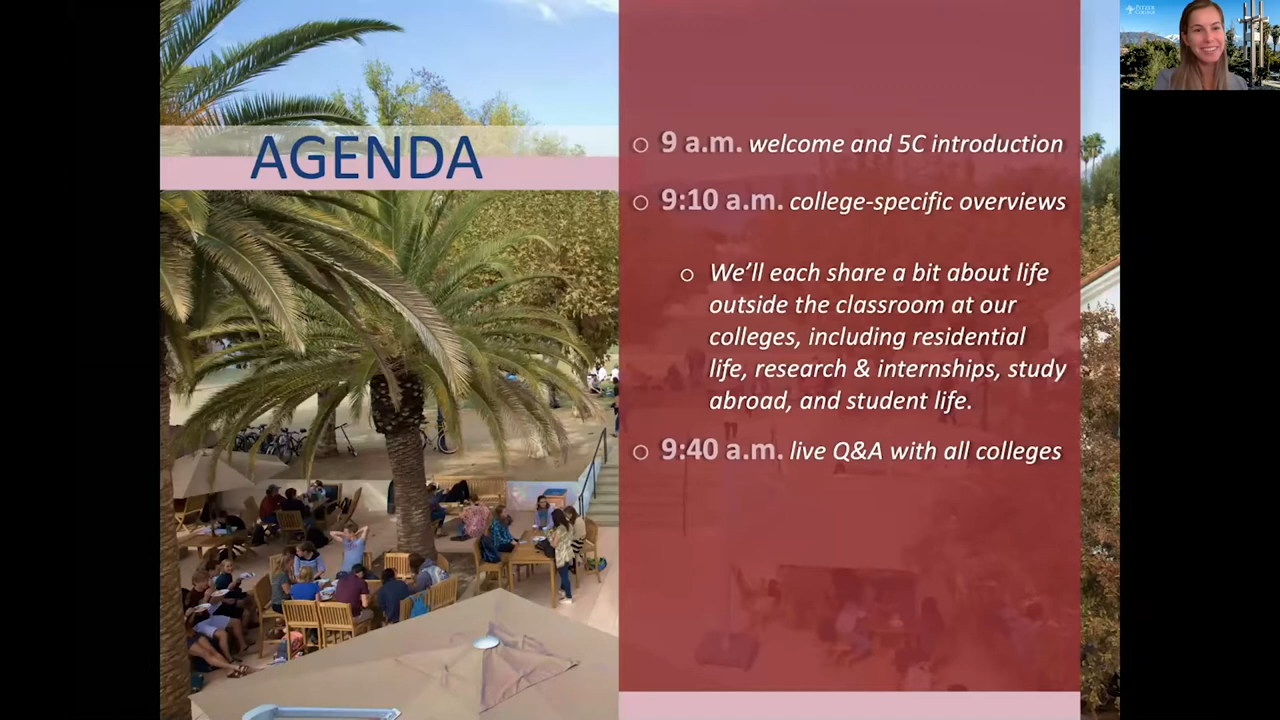 AGENDA
○ 9 a.m. welcome and 5C introduction
○ 9:10 a.m. college-specific overviews
○ We’ll each share a bit about life
outside the classroom at our
colleges, including residential
life, research & internships, study
abroad, and student life.
○ 9:40 a.m. live Q&A with all colleges
PITZER
COLLEGE